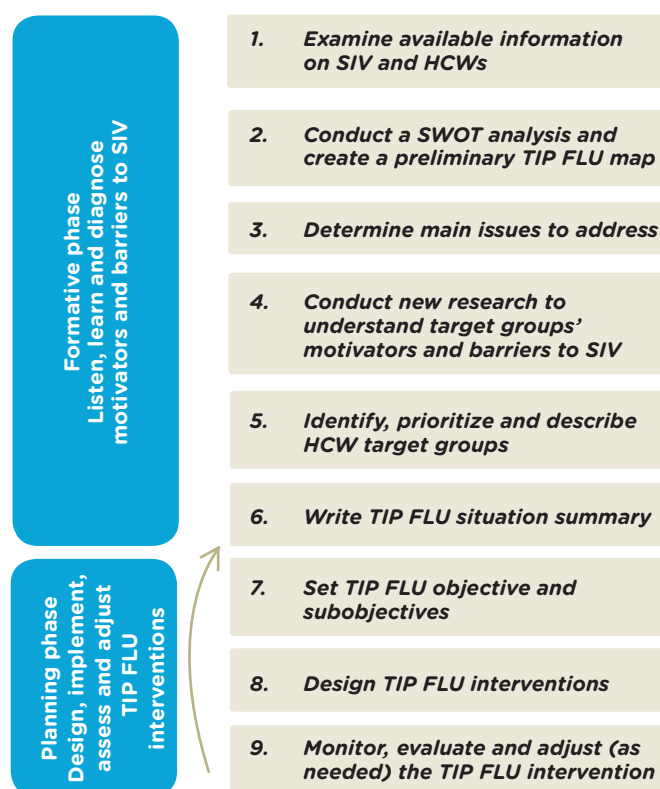 Formative phase
Listen, learn and diagnose
motivators and barriers to SIV
1. Examine available information
on SIV and HCWs
2. Conduct a SWOT analysis and
create a preliminary TIP FLU map
3. Determine main issues to address
4. Conduct new research to
understand target groups’
motivators and barriers to SIV
5. Identify, prioritize and describe
HCW target groups
6. Write TIP FLU situation summary
Planning phase
Design, implement,
assess and adjust
TIP FLU
interventions
7. Set TIP FLU objective and
subobjectives
8. Design TIP FLU interventions
9. Monitor, evaluate and adjust (as
needed) the TIP FLU intervention